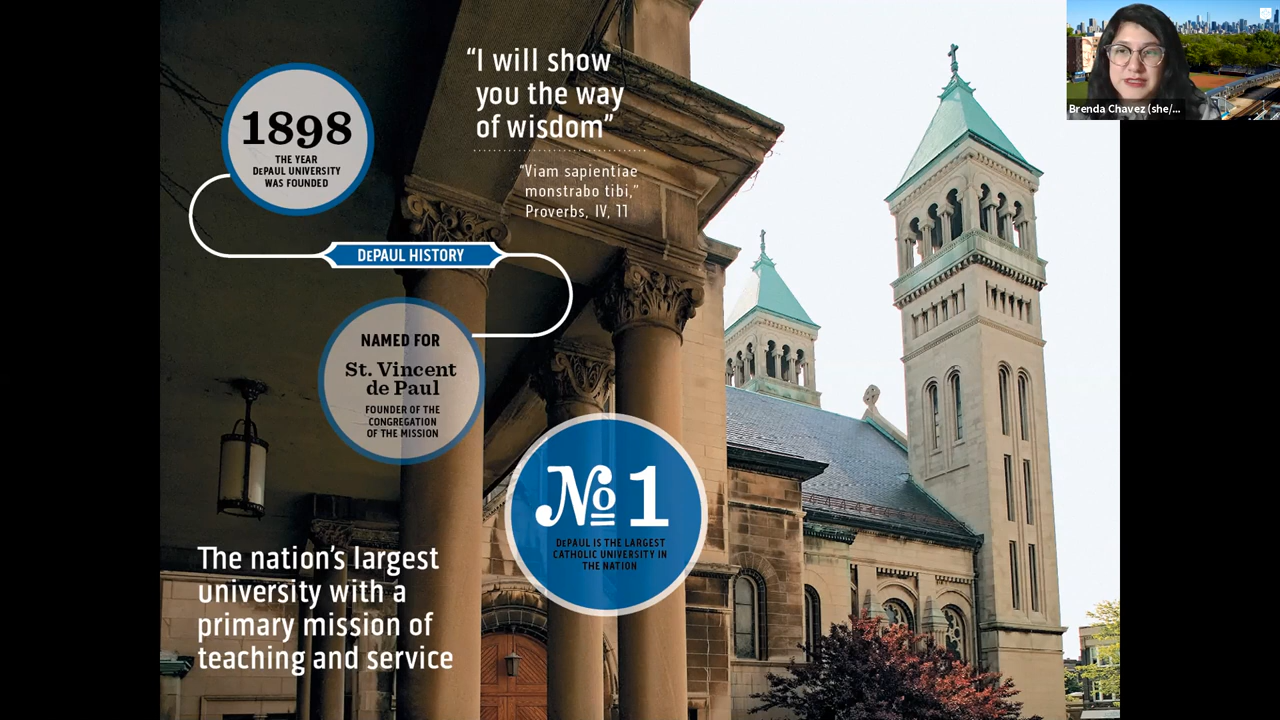 1898
THE YEAR
DEPAUL UNIVERSITY
WAS FOUNDED
“I will show
you the way
of wisdom”
“Viam sapientiae
monstrabo tibi,”
Proverbs, IV, 11
DEPAUL HISTORY
NAMED FOR
St. Vincent
de Paul
FOUNDER OF THE
CONGREGATION
OF THE MISSION
No 1
DEPAUL IS THE LARGEST
CATHOLIC UNIVERSITY IN
THE NATION
The nation’s largest
university with a
primary mission of
teaching and service
Brenda Chavez (she/...